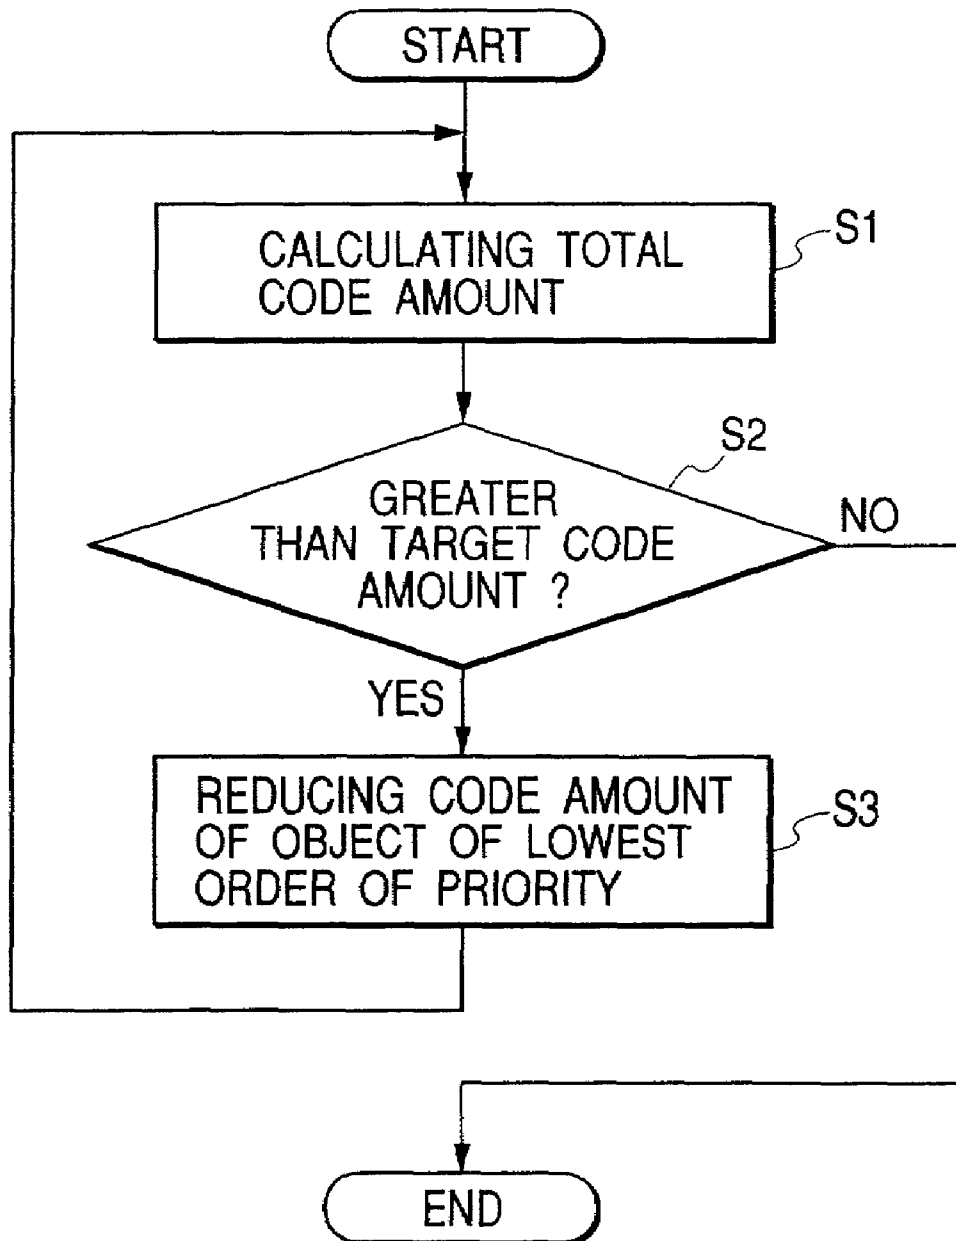 START
CALCULATING TOTAL
CODE AMOUNT
S1
S2
GREATER
THAN TARGET CODE
AMOUNT ?
NO
YES
REDUCING CODE AMOUNT
OF OBJECT OF LOWEST
ORDER OF PRIORITY
S3
END